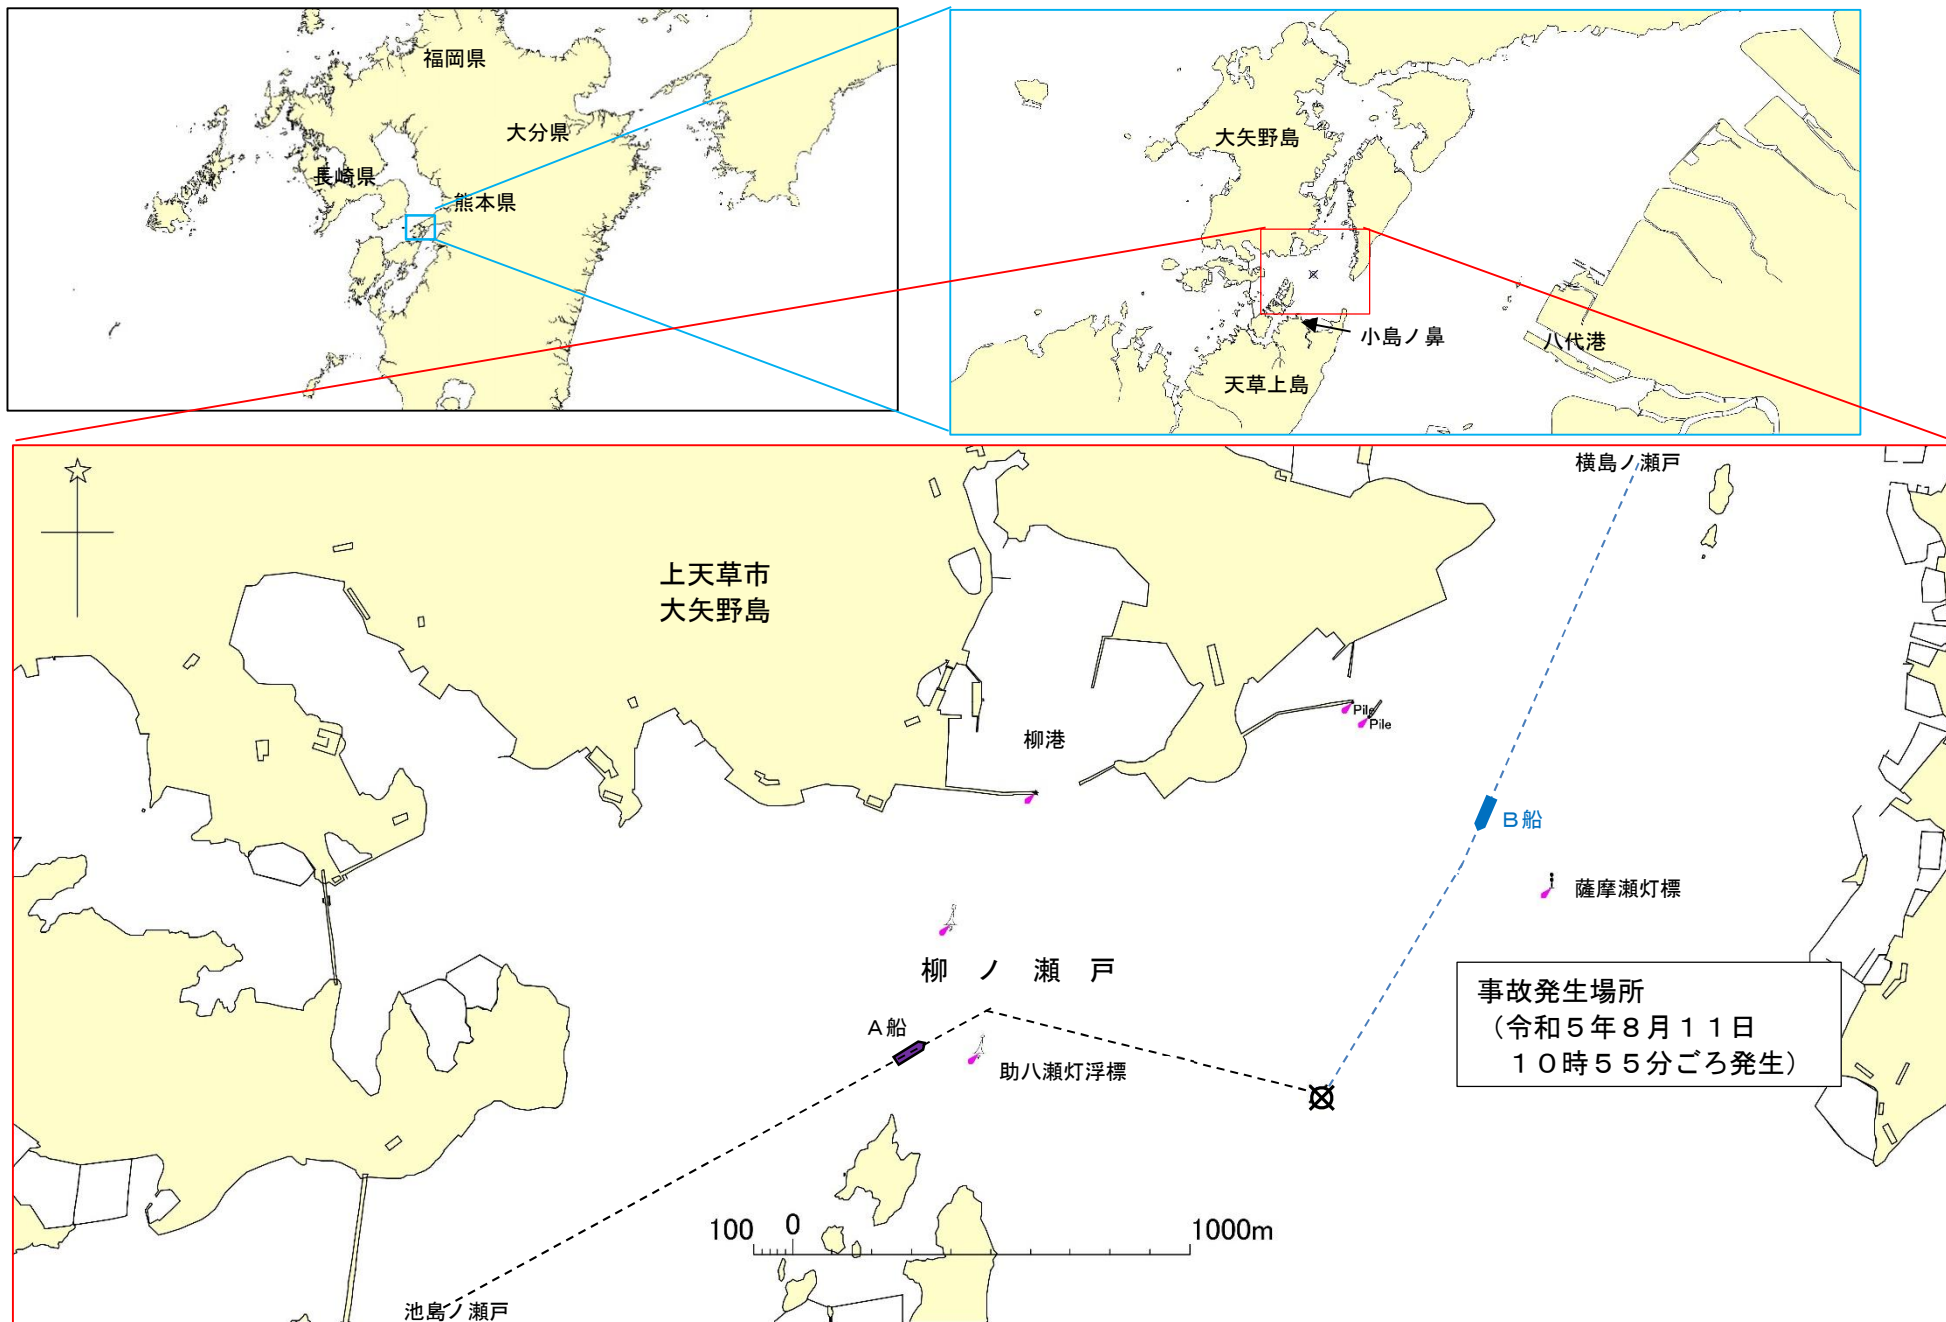 福岡県
大分県
長崎県
熊本県
大矢野島
小島ノ鼻
八代港
天草上島
横島ノ瀬戸
上天草市
大矢野島
Pile
Pile
柳港
B船
薩摩瀬灯標
柳ノ瀬戸
A船
助八瀬灯浮標
事故発生場所
(令和5年8月11日
10時55分ごろ発生)
100 0 1000m
池島ノ瀬戸